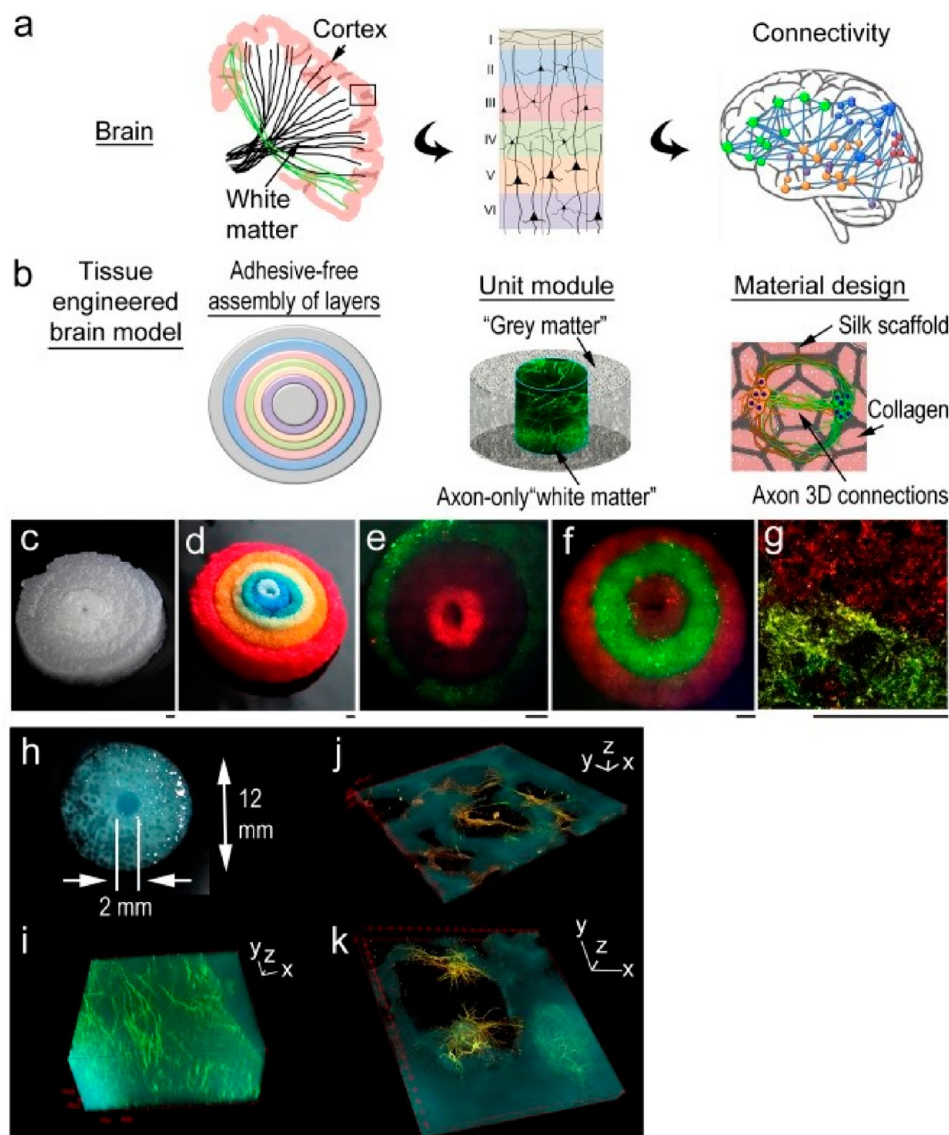 a
Cortex
Brain
White
matter
I
II
III
IV
V
VI
Connectivity
b
Tissue
engineered
brain model
Adhesive-free
assembly of layers
Unit module
“Grey matter”
Axon-only“white matter”
Material design
Silk scaffold
Collagen
Axon 3D connections
c
d
e
f
g
h
12
mm
2 mm
j
z
y x
i
y
z
x
k
y
z
x